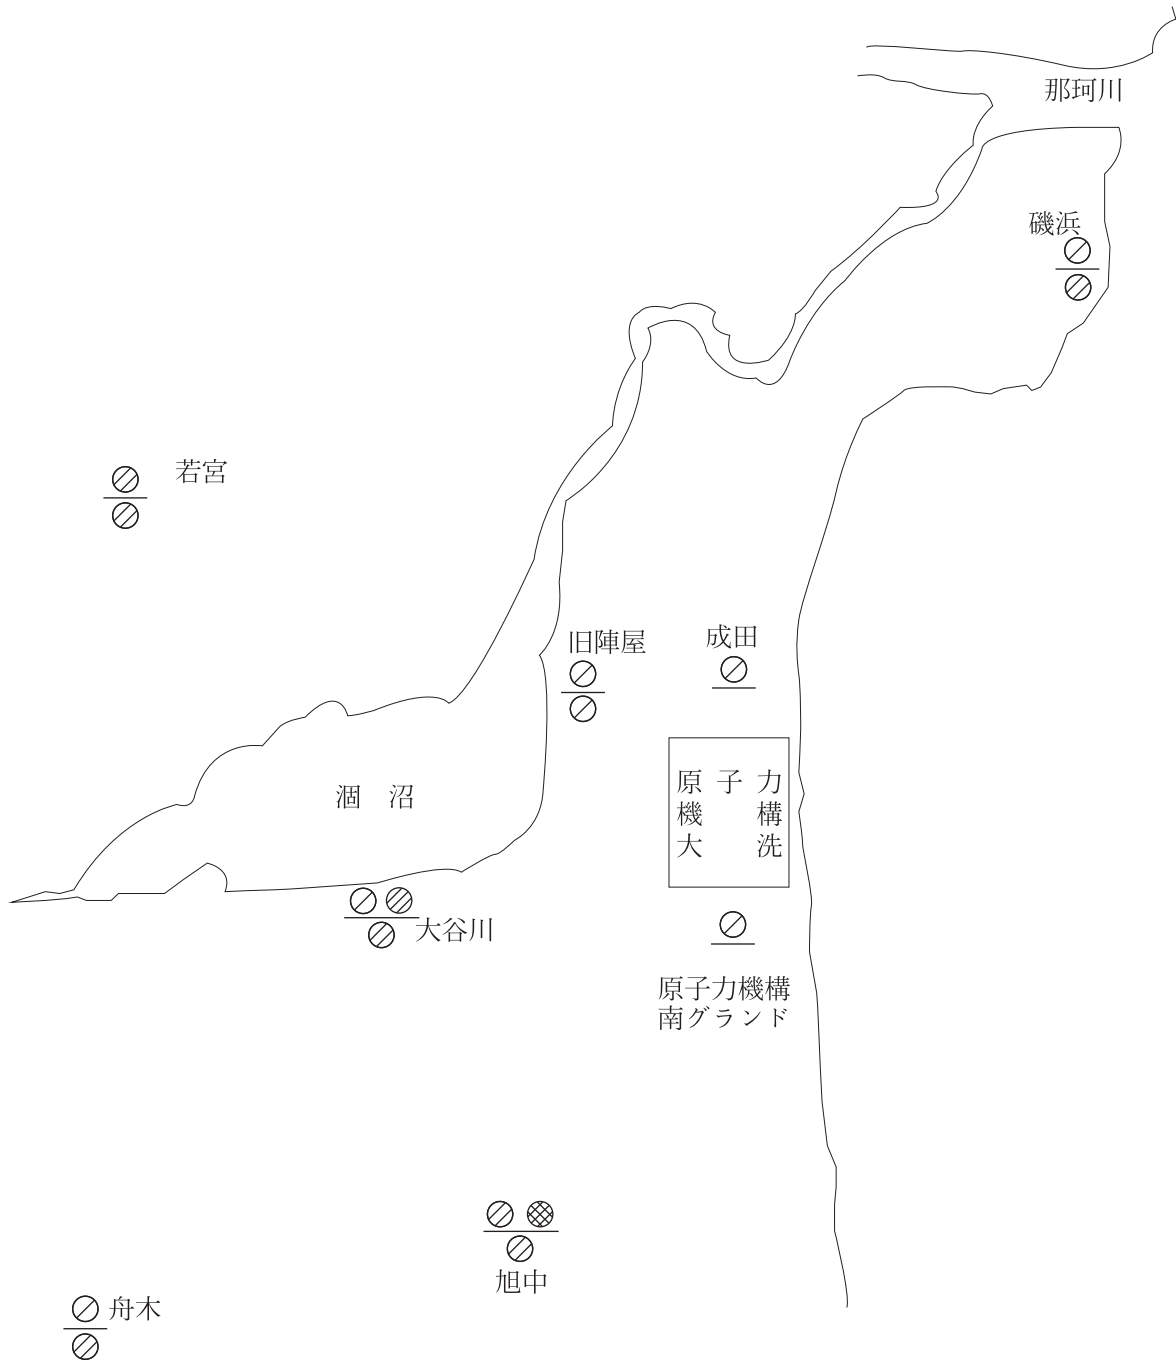 那珂川
磯浜
若宮
旧陣屋
成田
原子力
機構
大洗
涸沼
大谷川
原子力機構
南グランド
旭中
舟木